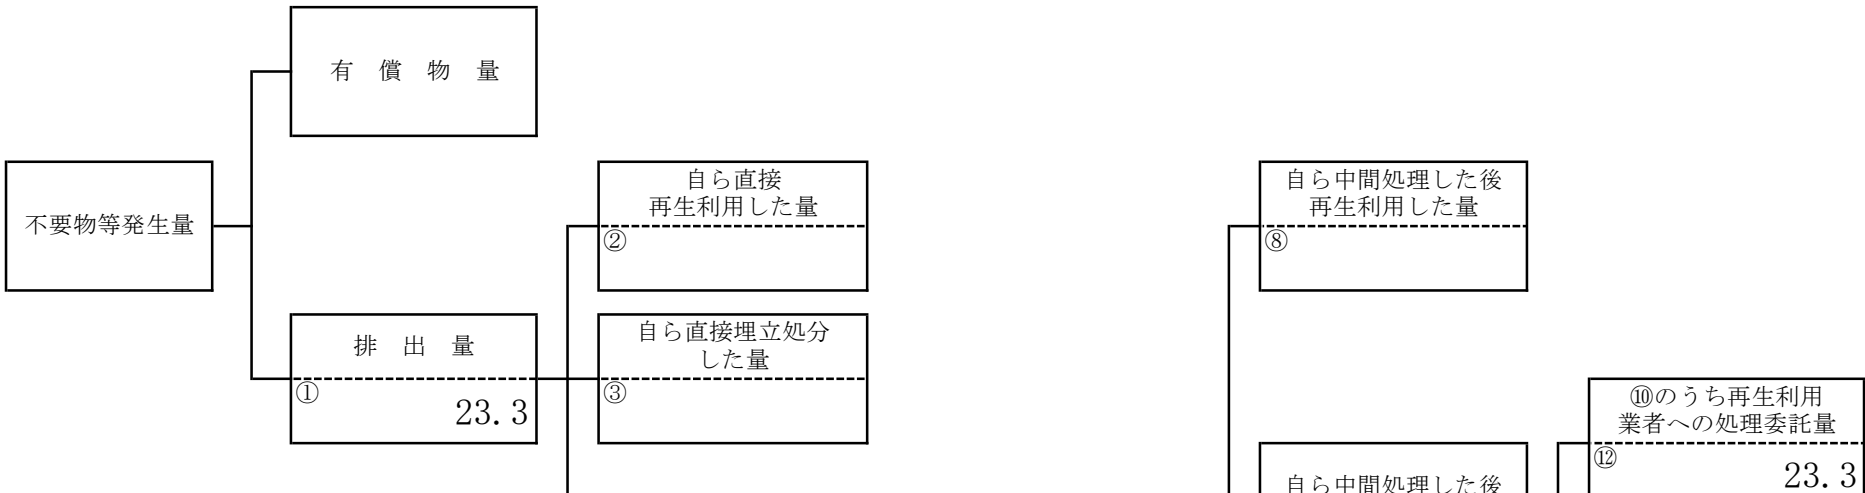 有 償 物 量
不要物等発生量
排 出 量
①
23.3
自ら直接
再生利用した量
②
自ら直接埋立処分
した量
③
自ら中間処理した後
再生利用した量
⑧
自ら中間処理した後
⑩のうち再生利用
業者への処理委託量
⑫
23.3